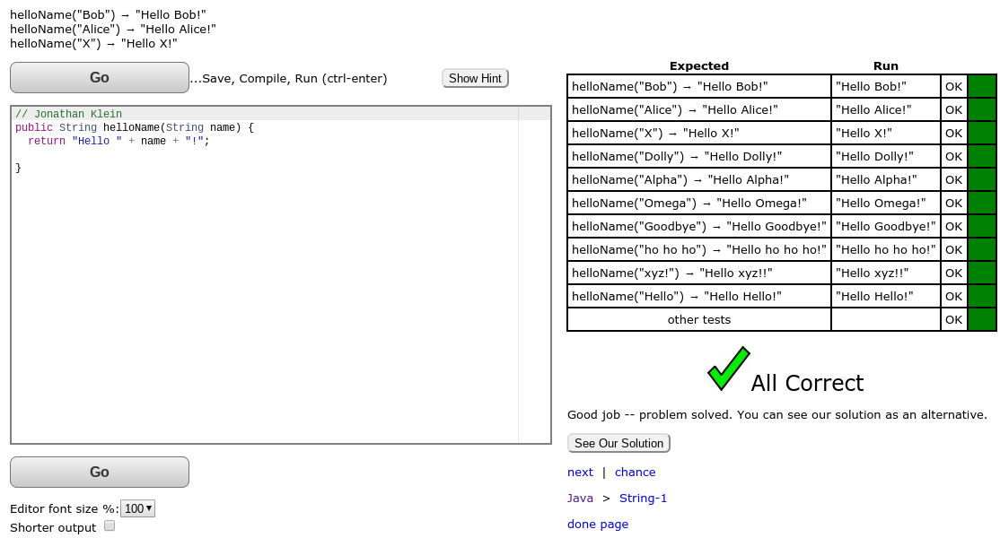 helloName("Bob") → "Hello Bob!"
helloName("Alice") → "Hello Alice!"
helloName("X") → "Hello X!"
Go ...Save, Compile, Run (ctrl-enter) Show Hint
// Jonathan Klein
public String helloName(String name) {
  return "Hello " + name + "!";
}
Go
Editor font size %: 100
Shorter output
Expected Run
helloName("Bob") → "Hello Bob!" "Hello Bob!" OK
helloName("Alice") → "Hello Alice!" "Hello Alice!" OK
helloName("X") → "Hello X!" "Hello X!" OK
helloName("Dolly") → "Hello Dolly!" "Hello Dolly!" OK
helloName("Alpha") → "Hello Alpha!" "Hello Alpha!" OK
helloName("Omega") → "Hello Omega!" "Hello Omega!" OK
helloName("Goodbye") → "Hello Goodbye!" "Hello Goodbye!" OK
helloName("ho ho ho") → "Hello ho ho ho!" "Hello ho ho ho!" OK
helloName("xyz!") → "Hello xyz!!" "Hello xyz!!" OK
helloName("Hello") → "Hello Hello!" "Hello Hello!" OK
other tests OK
All Correct
Good job -- problem solved. You can see our solution as an alternative.
See Our Solution
next | chance
Java > String-1
done page